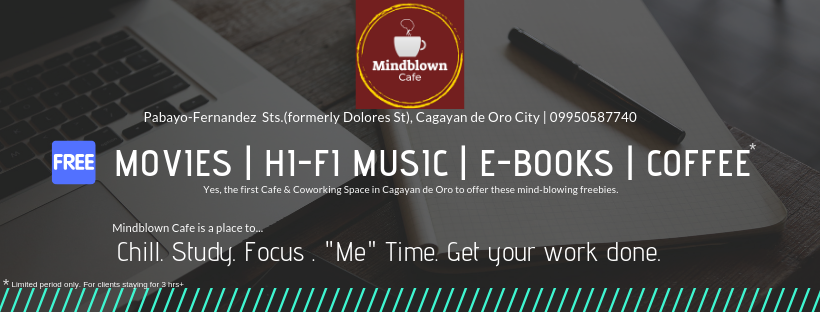 Mindblown
Cafe
Pabayo-Fernandez Sts.(formerly Dolores St), Cagayan de Oro City | 09950587740
FREE MOVIES | HI-FI MUSIC | E-BOOKS | COFFEE*
Yes, the first Cafe & Coworking Space in Cagayan de Oro to offer these mind-blowing freebies.
Mindblown Cafe is a place to...
Chill. Study. Focus . "Me" Time. Get your work done.
* Limited period only. For clients staying for 3 hrs+